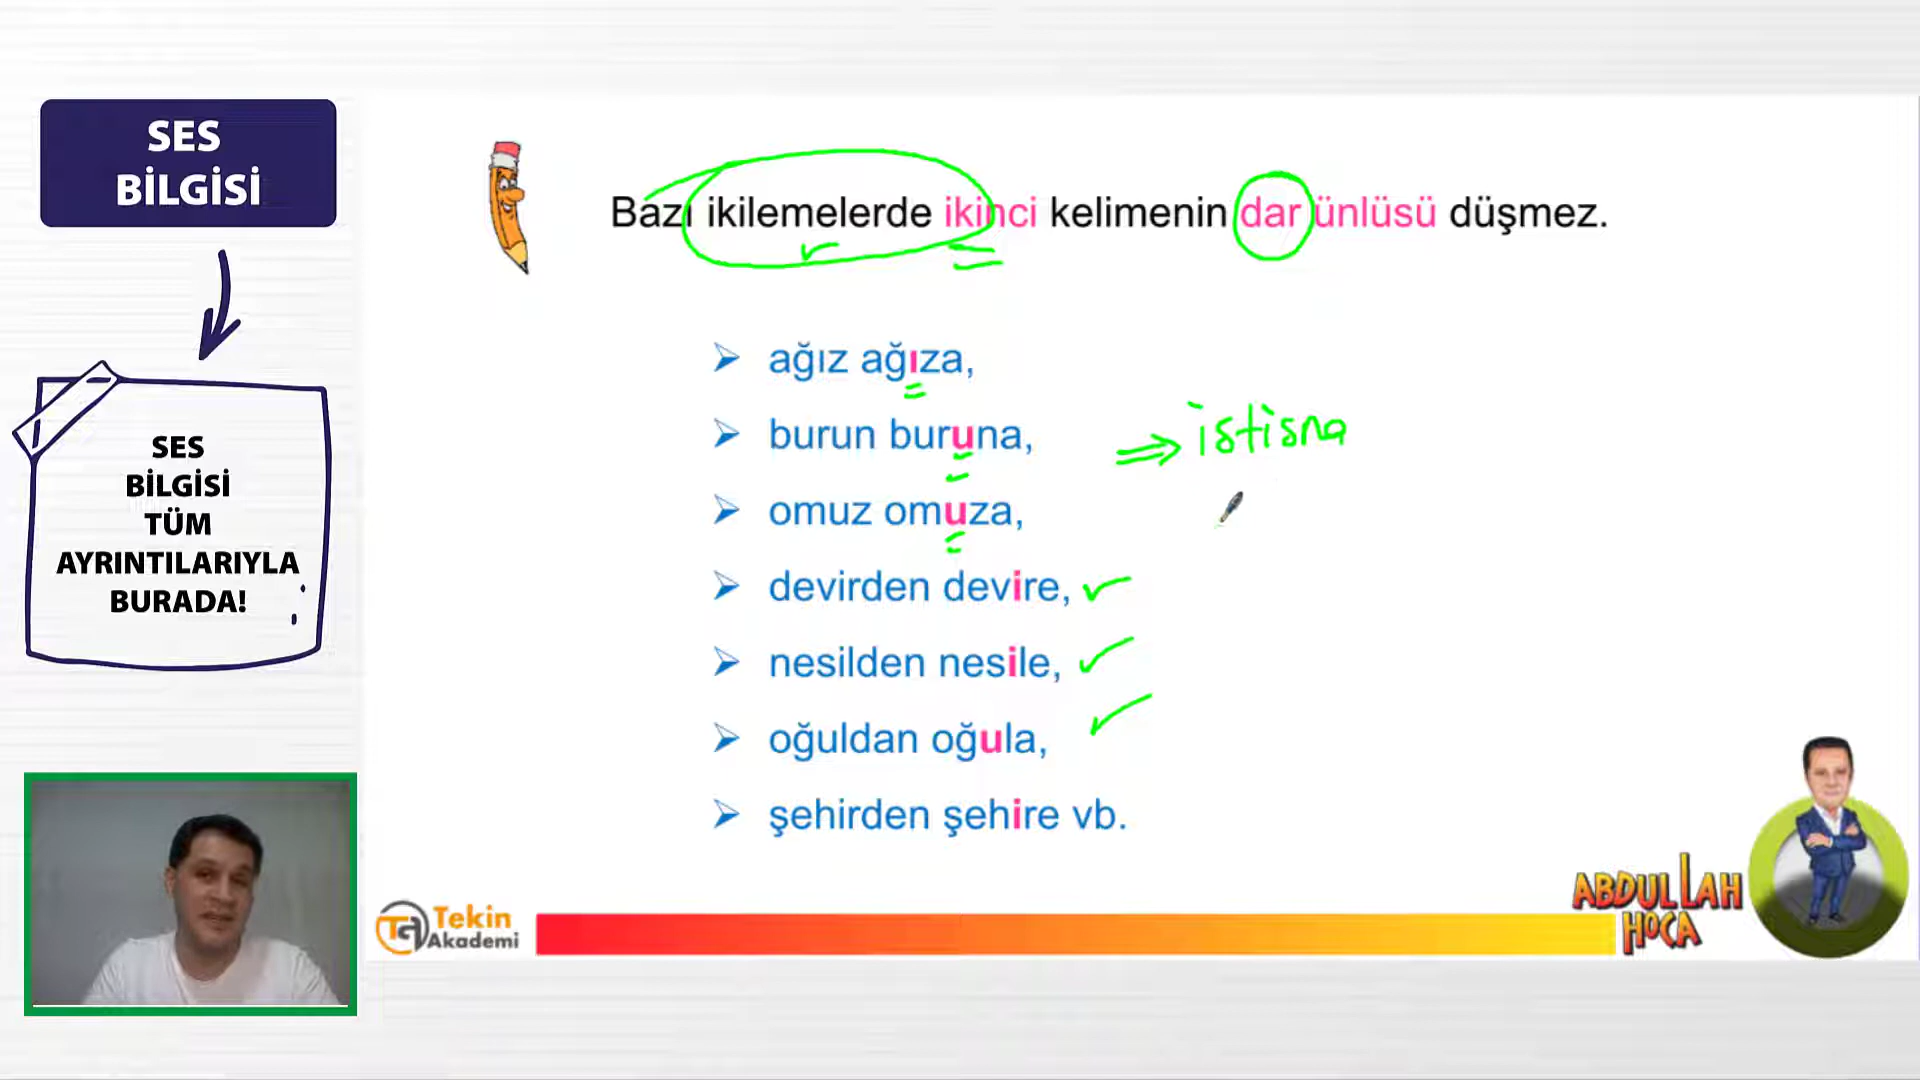 SES
BİLGİSİ
SES
BİLGİSİ
TÜM
AYRINTILARIYLA
BURADA!
Bazı ikilemelerde ikinci kelimenin dar ünlüsü düşmez.
ağız ağıza,
burun buruna,
omuz omuza,
devirden devire,
nesilden nesile,
oğuldan oğula,
şehirden şehire vb.
istisna
Tekin
Akademi
ABDULLAH
HOCA